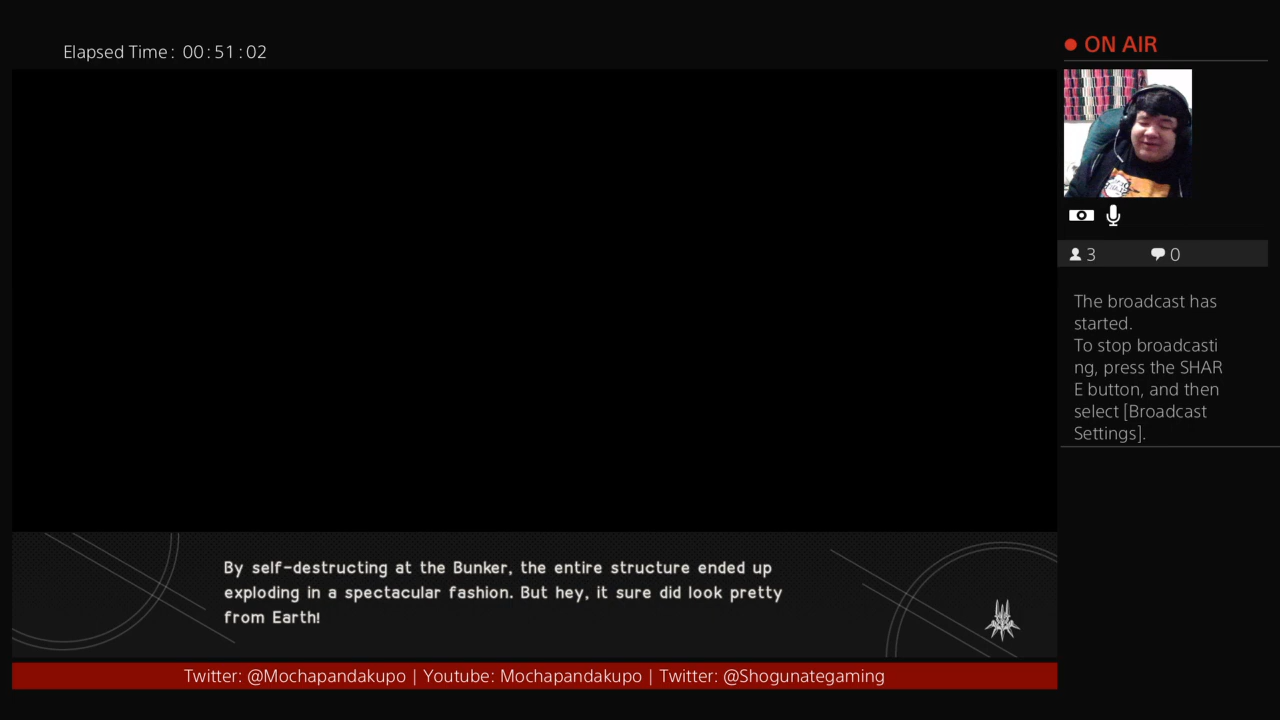 Elapsed Time: 00:51:02
ON AIR
3 0
The broadcast has
started.
To stop broadcasti
ng, press the SHAR
E button, and then
select [Broadcast
Settings].
By self-destructing at the Bunker, the entire structure ended up
exploding in a spectacular fashion. But hey, it sure did look pretty
from Earth!
Twitter: @Mochapandakupo | Youtube: Mochapandakupo | Twitter: @Shogunategaming